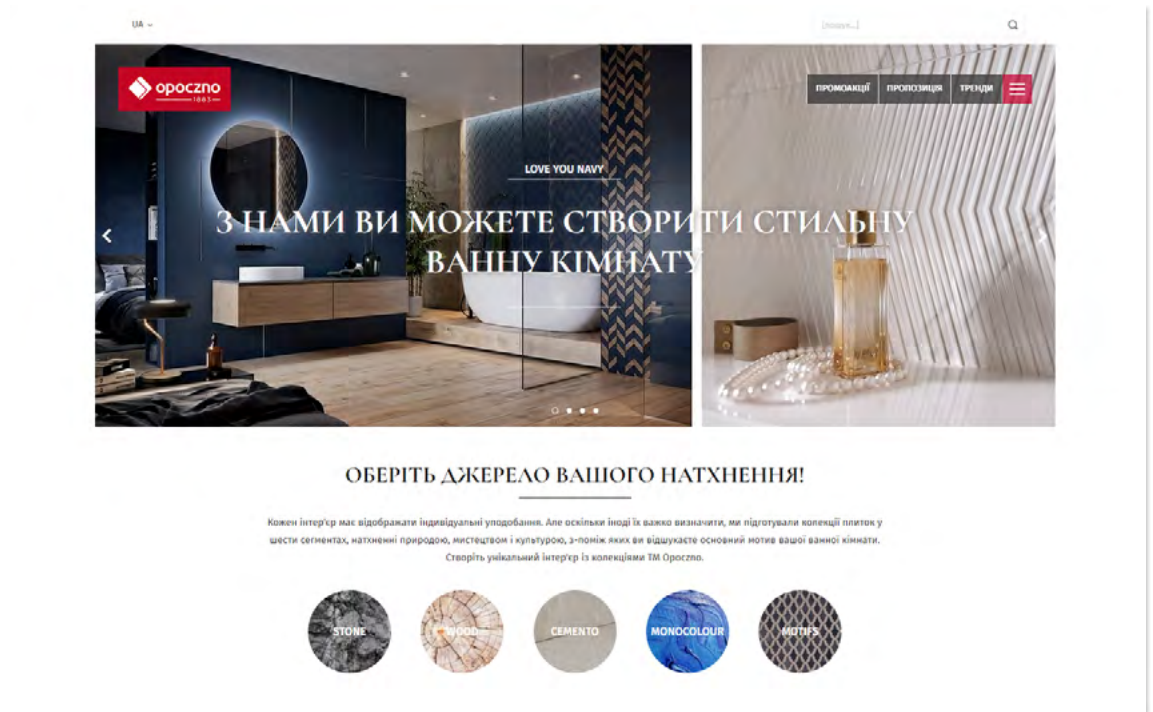 UA
[пошук...]
opoczno
1883
ПРОМОАКЦІЇ ПРОПОЗИЦІЯ ТРЕНДИ
LOVE YOU NAVY
З НАМИ ВИ МОЖЕТЕ СТВОРИТИ СТИЛЬНУ
ВАННУ КІМНАТУ
ОБЕРІТЬ ДЖЕРЕЛО ВАШОГО НАТХНЕННЯ!
Кожен інтер'єр має відображати індивідуальні уподобання. Але оскільки іноді їх важко визначити, ми підготували колекції плиток у
шести сегментах, натхненні природою, мистецтвом і культурою, з-поміж яких ви відшукаєте основний мотив вашої ванної кімнати.
Створіть унікальний інтер'єр із колекціями ТМ Opoczno.
STONE WOOD CEMENTO MONOCOLOUR MOTIFS